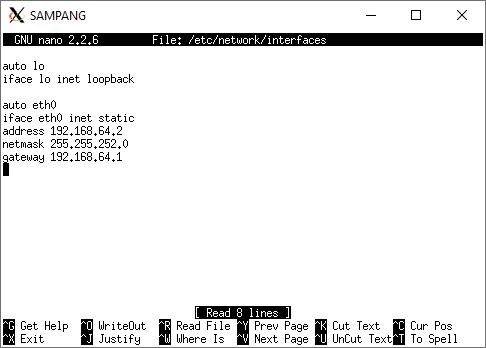 SAMPANG
GNU nano 2.2.6 File: /etc/network/interfaces
auto lo
iface lo inet loopback
auto eth0
iface eth0 inet static
address 192.168.64.2
netmask 255.255.252.0
gateway 192.168.64.1
[ Read 8 lines ]
^G Get Help ^O WriteOut ^R Read File ^Y Prev Page ^K Cut Text ^C Cur Pos
^X Exit ^J Justify ^W Where Is ^V Next Page ^U UnCut Text ^T To Spell